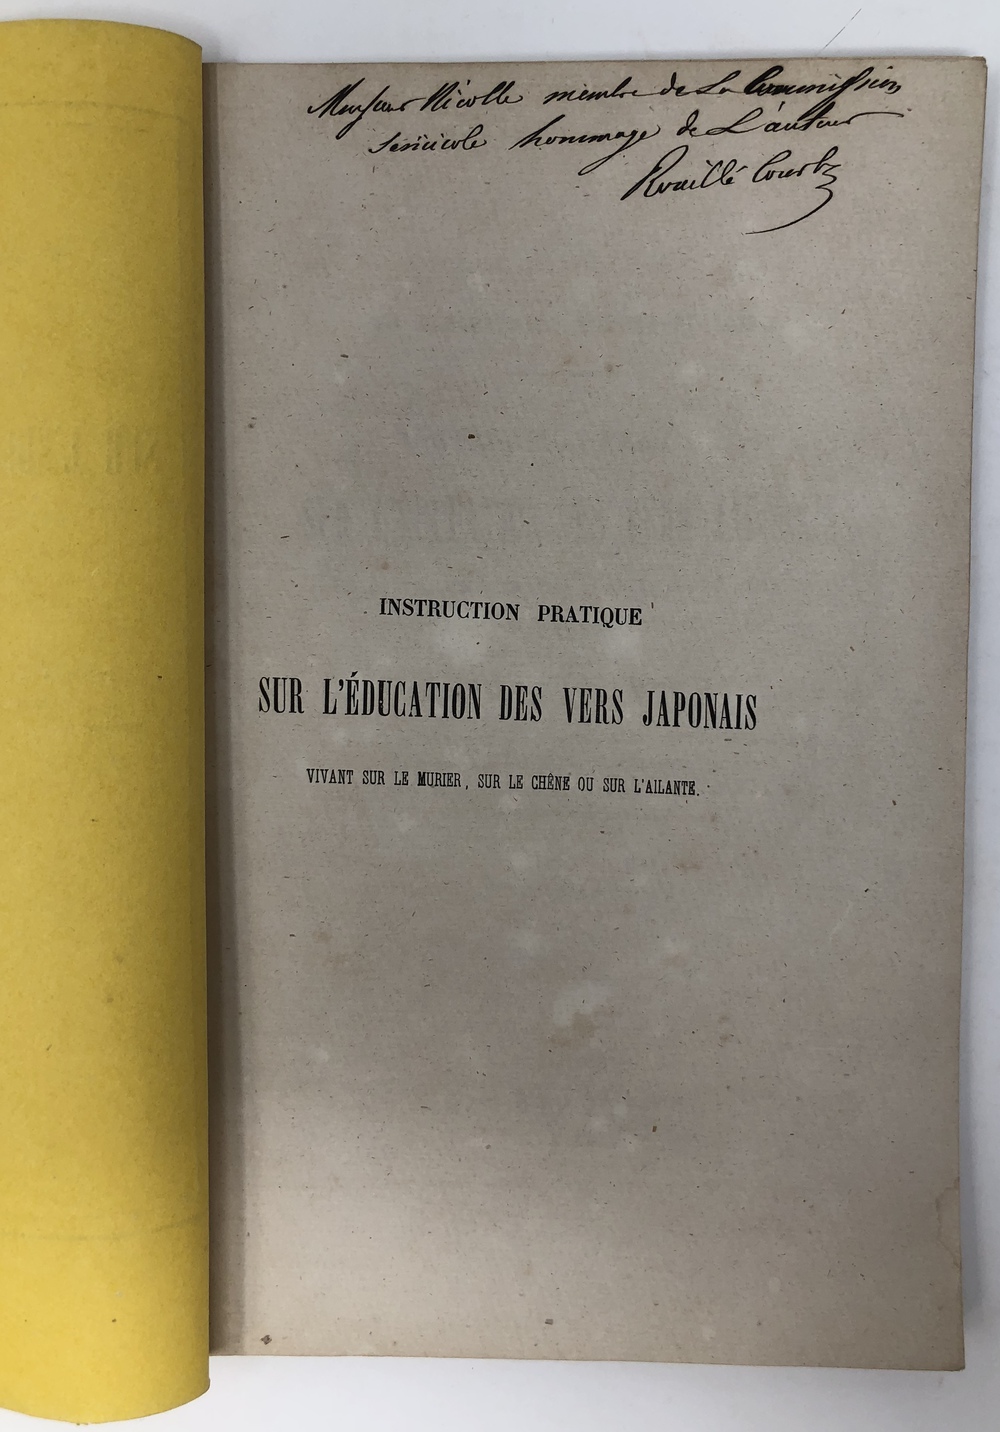 Monsieur Nicolle membre de La Commission
séricicole hommage de L'auteur
Rouillé Courbe
INSTRUCTION PRATIQUE
SUR L'ÉDUCATION DES VERS JAPONAIS
VIVANT SUR LE MURIER, SUR LE CHÊNE OU SUR L'AILANTE.